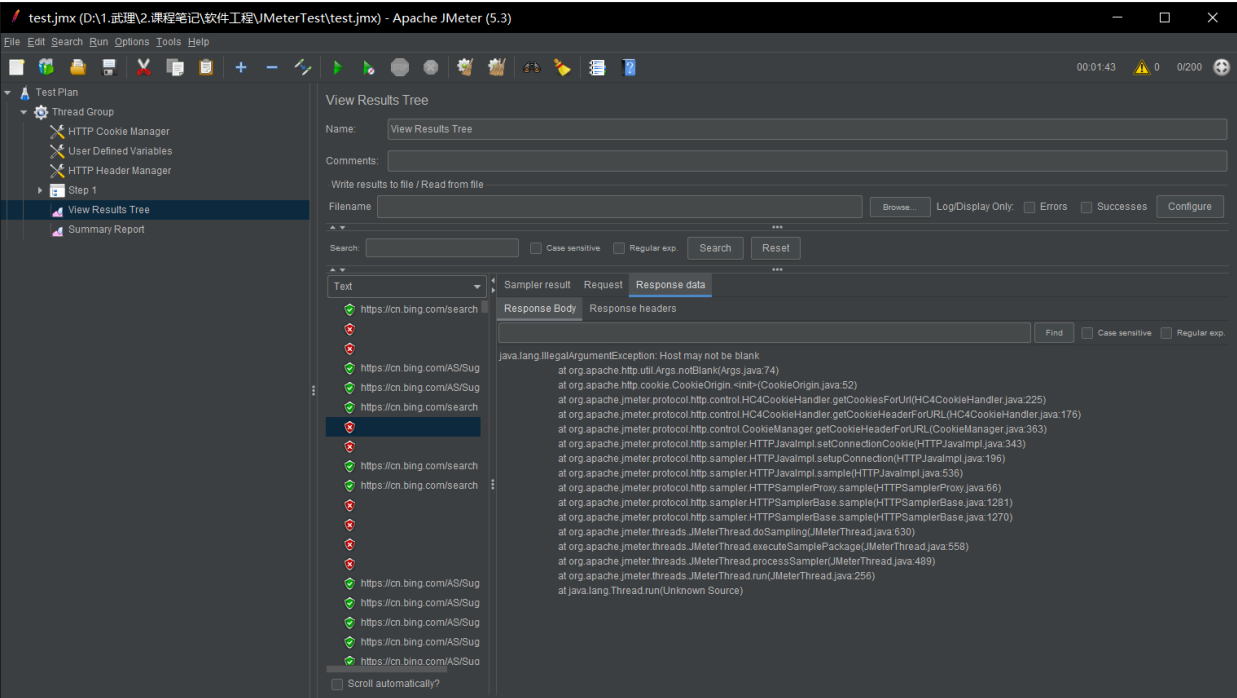 test.jmx (D:\1.武理\2.课程笔记\软件工程\JMeterTest\test.jmx) - Apache JMeter (5.3)
File Edit Search Run Options Tools Help
00:01:43 0 0/200
Test Plan
Thread Group
HTTP Cookie Manager
User Defined Variables
HTTP Header Manager
Step 1
View Results Tree
Summary Report
View Results Tree
Name: View Results Tree
Comments:
Write results to file / Read from file
Filename Browse... Log/Display Only: Errors Successes Configure
Search: Case sensitive Regular exp. Search Reset
Text
https://cn.bing.com/search
https://cn.bing.com/AS/Sug
https://cn.bing.com/AS/Sug
https://cn.bing.com/search
https://cn.bing.com/search
https://cn.bing.com/search
https://cn.bing.com/AS/Sug
https://cn.bing.com/AS/Sug
https://cn.bing.com/AS/Sug
https://cn.bing.com/AS/Sug
https://cn.bing.com/AS/Sug
Scroll automatically?
Sampler result Request Response data
Response Body Response headers
Find Case sensitive Regular exp.
java.lang.IllegalArgumentException: Host may not be blank
at org.apache.http.util.Args.notBlank(Args.java:74)
at org.apache.http.cookie.CookieOrigin.<init>(CookieOrigin.java:52)
at org.apache.jmeter.protocol.http.control.HC4CookieHandler.getCookiesForUrl(HC4CookieHandler.java:225)
at org.apache.jmeter.protocol.http.control.HC4CookieHandler.getCookieHeaderForURL(HC4CookieHandler.java:176)
at org.apache.jmeter.protocol.http.control.CookieManager.getCookieHeaderForURL(CookieManager.java:363)
at org.apache.jmeter.protocol.http.sampler.HTTPJavaImpl.setConnectionCookie(HTTPJavaImpl.java:343)
at org.apache.jmeter.protocol.http.sampler.HTTPJavaImpl.setupConnection(HTTPJavaImpl.java:196)
at org.apache.jmeter.protocol.http.sampler.HTTPJavaImpl.sample(HTTPJavaImpl.java:536)
at org.apache.jmeter.protocol.http.sampler.HTTPSamplerProxy.sample(HTTPSamplerProxy.java:66)
at org.apache.jmeter.protocol.http.sampler.HTTPSamplerBase.sample(HTTPSamplerBase.java:1281)
at org.apache.jmeter.protocol.http.sampler.HTTPSamplerBase.sample(HTTPSamplerBase.java:1270)
at org.apache.jmeter.threads.JMeterThread.doSampling(JMeterThread.java:630)
at org.apache.jmeter.threads.JMeterThread.executeSamplePackage(JMeterThread.java:558)
at org.apache.jmeter.threads.JMeterThread.processSampler(JMeterThread.java:489)
at org.apache.jmeter.threads.JMeterThread.run(JMeterThread.java:256)
at java.lang.Thread.run(Unknown Source)